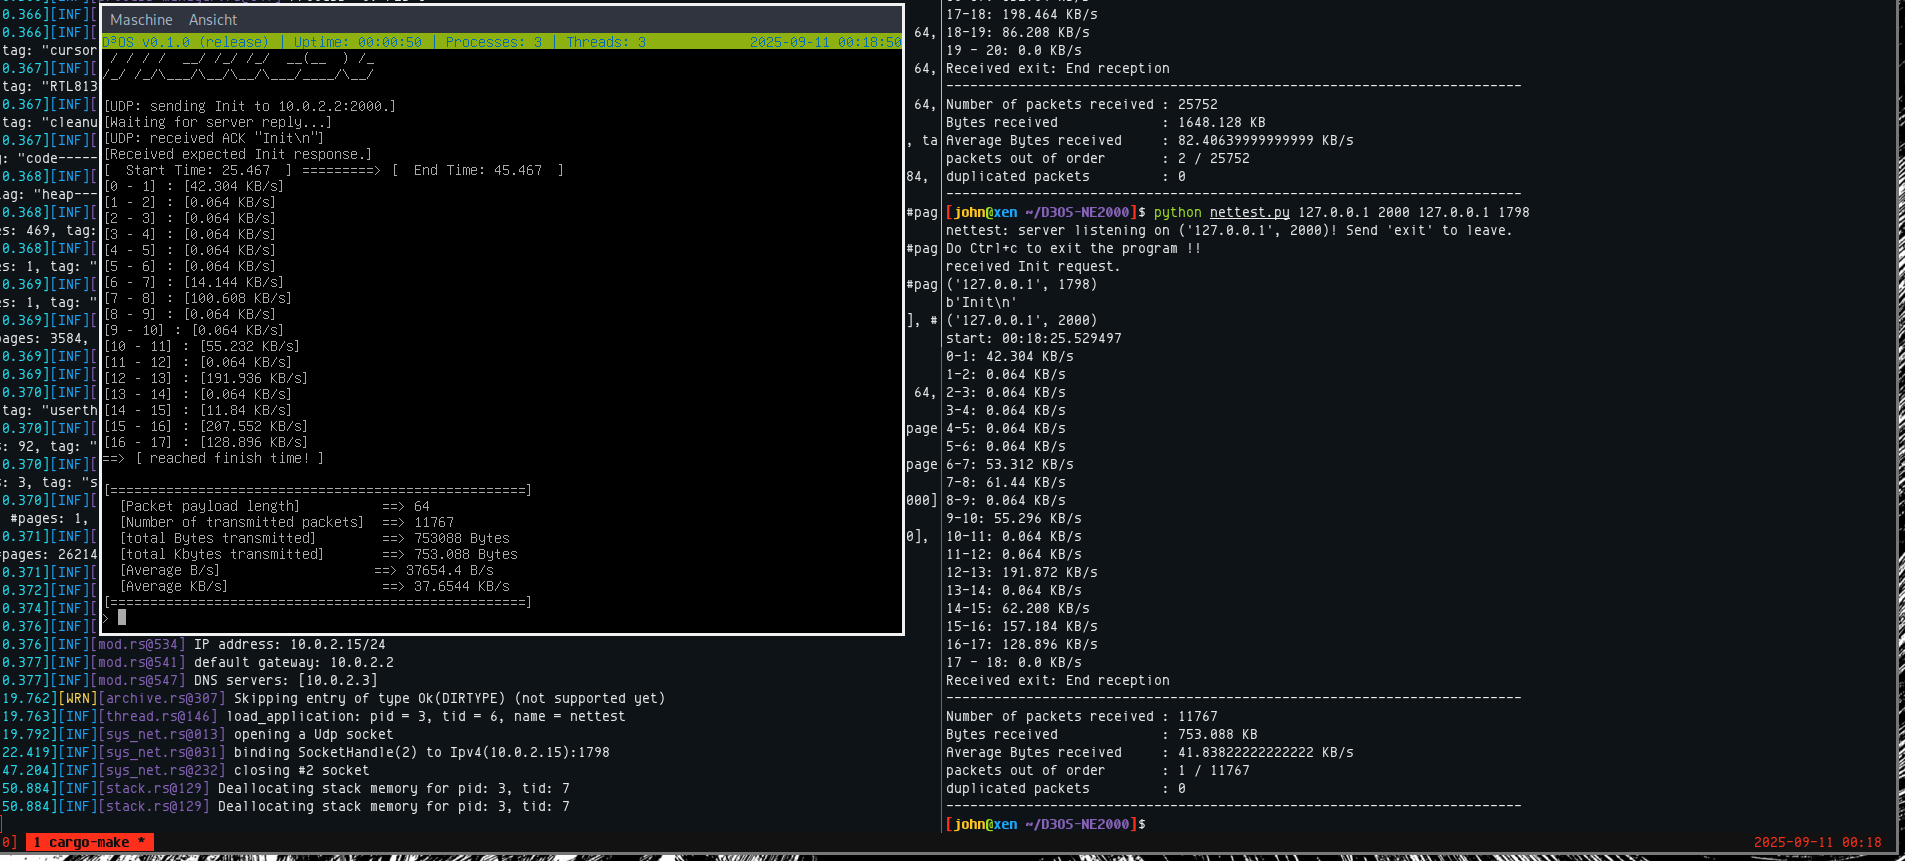 Maschine Ansicht
D³OS v0.1.0 (release) | Uptime: 00:00:50 | Processes: 3 | Threads: 3 2025-09-11 00:18:50
[UDP: sending Init to 10.0.2.2:2000.]
[Waiting for server reply...]
[UDP: received ACK "Init\n"]
[Received expected Init response.]
[ Start Time: 25.467 ] =========> [ End Time: 45.467 ]
[0 - 1] : [42.304 KB/s]
[1 - 2] : [0.064 KB/s]
[2 - 3] : [0.064 KB/s]
[3 - 4] : [0.064 KB/s]
[4 - 5] : [0.064 KB/s]
[5 - 6] : [0.064 KB/s]
[6 - 7] : [14.144 KB/s]
[7 - 8] : [100.608 KB/s]
[8 - 9] : [0.064 KB/s]
[9 - 10] : [0.064 KB/s]
[10 - 11] : [55.232 KB/s]
[11 - 12] : [0.064 KB/s]
[12 - 13] : [191.936 KB/s]
[13 - 14] : [0.064 KB/s]
[14 - 15] : [11.84 KB/s]
[15 - 16] : [207.552 KB/s]
[16 - 17] : [128.896 KB/s]
==> [ reached finish time! ]
[=====================================================]
[Packet payload length] ==> 64
[Number of transmitted packets] ==> 11767
[total Bytes transmitted] ==> 753088 Bytes
[total Kbytes transmitted] ==> 753.088 KB/s
[Average B/s] ==> 37654.4 B/s
[Average KB/s] ==> 37.6544 KB/s
[=====================================================]
>
0.366][INF][
0.366][INF][
tag: "cursor
0.367][INF][
tag: "RTL813
0.367][INF][
tag: "cleanu
0.367][INF][
g: "code-----
0.368][INF][
ag: "heap---
0.368][INF][
s: 469, tag:
0.368][INF][
s: 1, tag: "
0.369][INF][
s: 1, tag: "
0.369][INF][
pages: 3584,
0.369][INF][
0.369][INF][
0.370][INF][
tag: "userth
0.370][INF][
s: 92, tag: "
0.370][INF][
s: 3, tag: "s
0.370][INF][
#pages: 1,
0.371][INF][
pages: 26214
0.371][INF][
0.372][INF][
0.374][INF][
0.376][INF][
0.376][INF][mod.rs@534] IP address: 10.0.2.15/24
0.377][INF][mod.rs@541] default gateway: 10.0.2.2
0.377][INF][mod.rs@547] DNS servers: [10.0.2.3]
19.762][WRN][archive.rs@307] Skipping entry of type Ok(DIRTYPE) (not supported yet)
19.763][INF][thread.rs@146] load_application: pid = 3, tid = 6, name = nettest
19.792][INF][sys_net.rs@013] opening a Udp socket
22.419][INF][sys_net.rs@031] binding SocketHandle(2) to Ipv4(10.0.2.15):1798
47.204][INF][sys_net.rs@232] closing #2 socket
50.884][INF][stack.rs@129] Deallocating stack memory for pid: 3, tid: 7
50.884][INF][stack.rs@129] Deallocating stack memory for pid: 3, tid: 7
]
64,
64,
64,
, ta
84,
#pag
#pag
#pag
], #
64,
page
page
000]
0],
17-18: 198.464 KB/s
18-19: 86.208 KB/s
19 - 20: 0.0 KB/s
Received exit: End reception
------------------------------------------------------------------------
Number of packets received : 25752
Bytes received : 1648.128 KB
Average Bytes received : 82.40639999999999 KB/s
packets out of order : 2 / 25752
duplicated packets : 0
------------------------------------------------------------------------
[john@xen ~/D3OS-NE2000]$ python nettest.py 127.0.0.1 2000 127.0.0.1 1798
nettest: server listening on ('127.0.0.1', 2000)! Send 'exit' to leave.
Do Ctrl+c to exit the program !!
received Init request.
('127.0.0.1', 1798)
b'Init\n'
('127.0.0.1', 2000)
start: 00:18:25.529497
0-1: 42.304 KB/s
1-2: 0.064 KB/s
2-3: 0.064 KB/s
3-4: 0.064 KB/s
4-5: 0.064 KB/s
5-6: 0.064 KB/s
6-7: 53.312 KB/s
7-8: 61.44 KB/s
8-9: 0.064 KB/s
9-10: 55.296 KB/s
10-11: 0.064 KB/s
11-12: 0.064 KB/s
12-13: 191.872 KB/s
13-14: 0.064 KB/s
14-15: 62.208 KB/s
15-16: 157.184 KB/s
16-17: 128.896 KB/s
17 - 18: 0.0 KB/s
Received exit: End reception
------------------------------------------------------------------------
Number of packets received : 11767
Bytes received : 753.088 KB
Average Bytes received : 41.83822222222222 KB/s
packets out of order : 1 / 11767
duplicated packets : 0
------------------------------------------------------------------------
[john@xen ~/D3OS-NE2000]$
0] 1 cargo-make * 2025-09-11 00:18